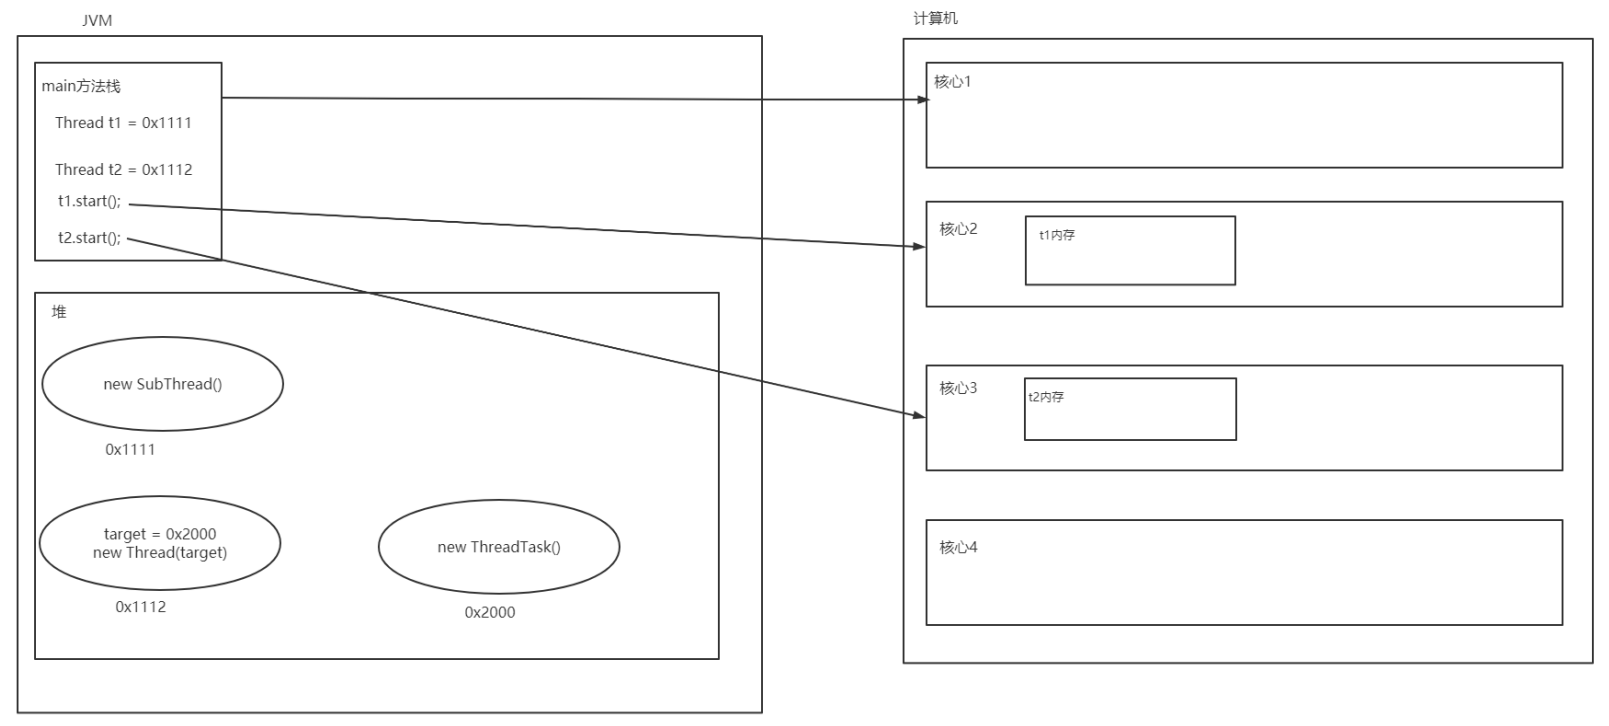 JVM
main方法栈
Thread t1 = 0x1111
Thread t2 = 0x1112
t1.start();
t2.start();
堆
new SubThread()
0x1111
target = 0x2000
new Thread(target)
0x1112
new ThreadTask()
0x2000
计算机
核心1
核心2
t1内存
核心3
t2内存
核心4